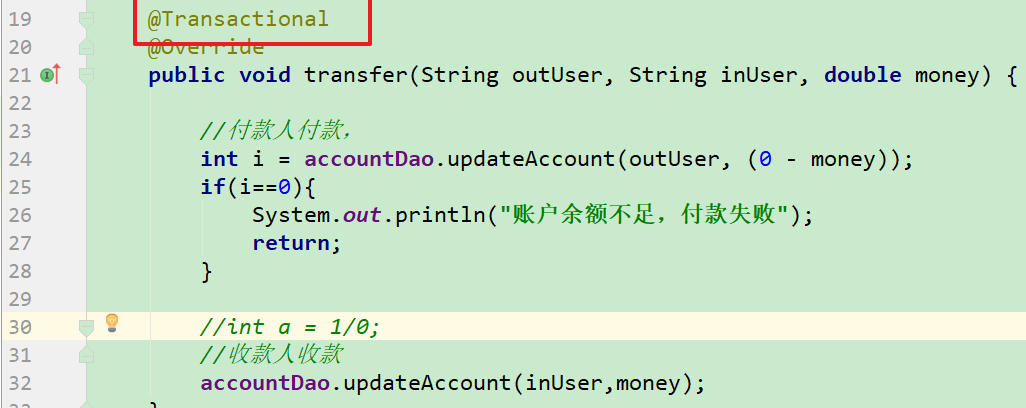 19 @Transactional
20 @Override
21 public void transfer(String outUser, String inUser, double money) {
22
23 //付款人付款，
24 int i = accountDao.updateAccount(outUser, (0 - money));
25 if(i==0){
26 System.out.println("账户余额不足，付款失败");
27 return;
28 }
29
30 //int a = 1/0;
31 //收款人收款
32 accountDao.updateAccount(inUser,money);